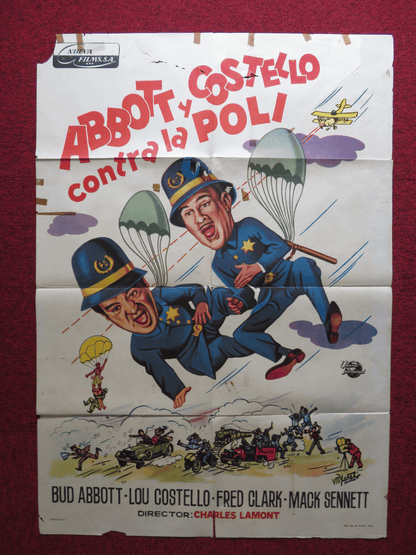 NUEVA
FILMS, S.A.
ABBOTT y COSTELLO
contra la POLI
BUD ABBOTT - LOU COSTELLO - FRED CLARK - MACK SENNETT
DIRECTOR: CHARLES LAMONT